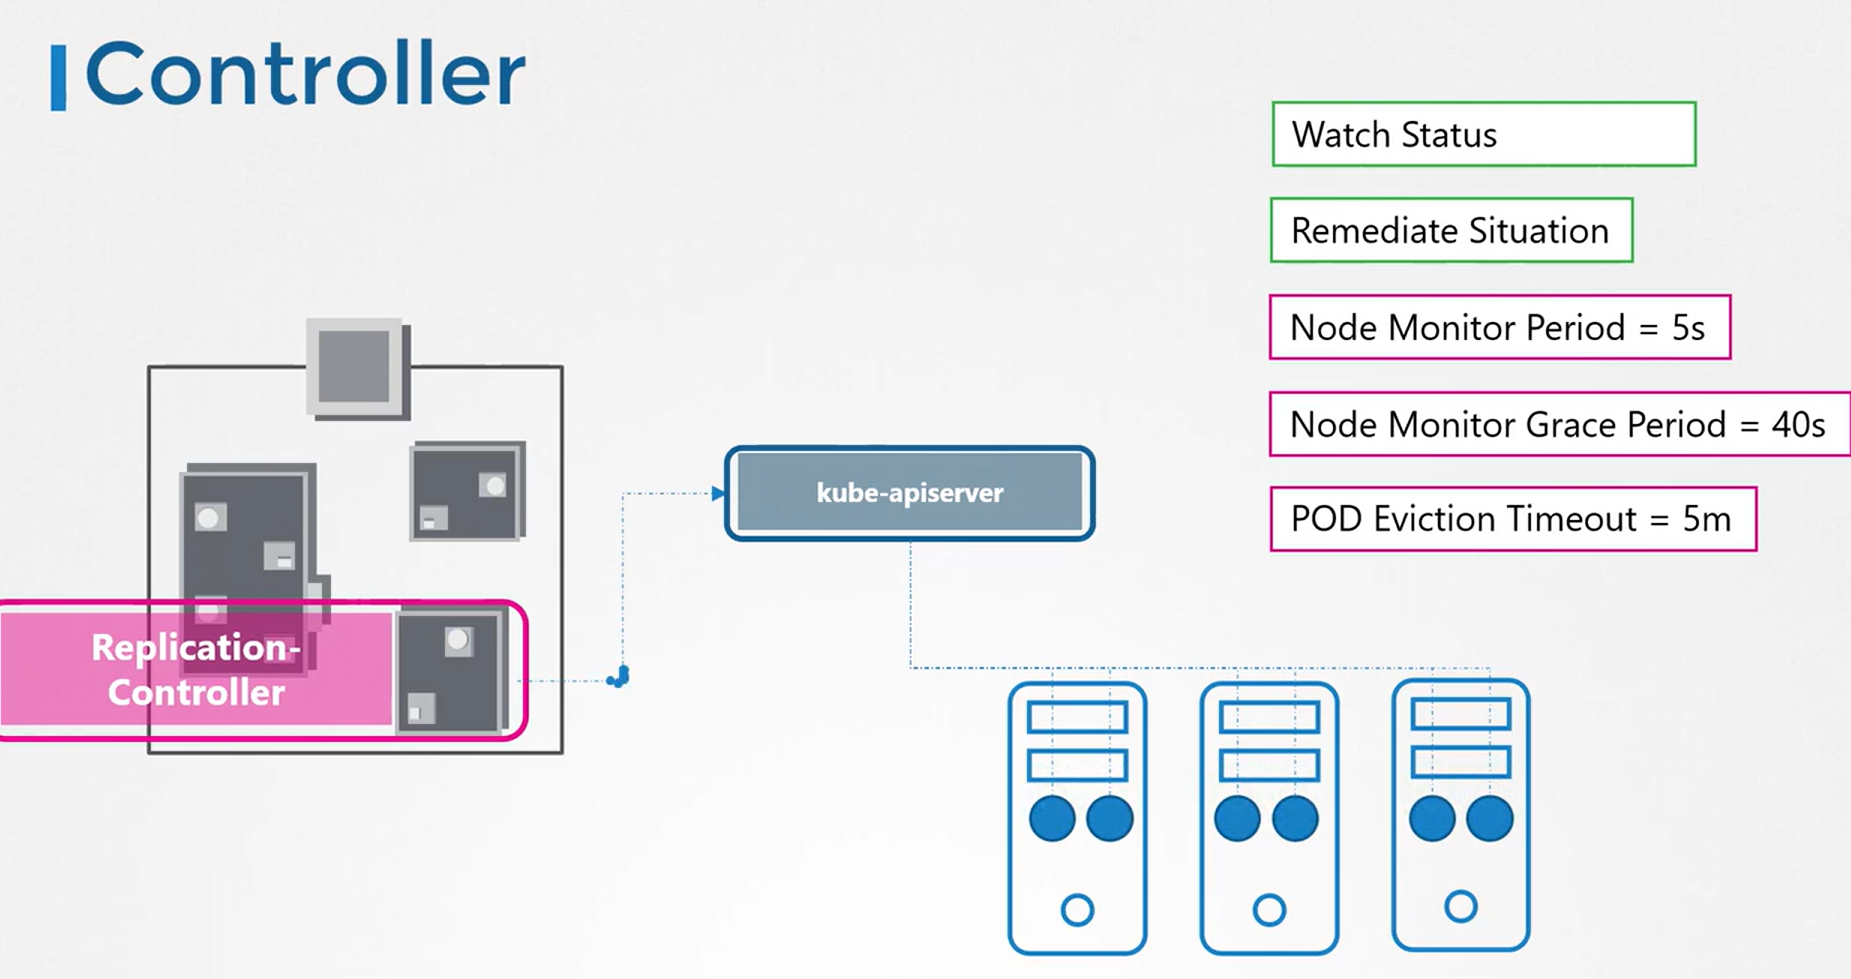 Controller
Watch Status
Remediate Situation
Node Monitor Period = 5s
Node Monitor Grace Period = 40s
POD Eviction Timeout = 5m
kube-apiserver
Replication-
Controller